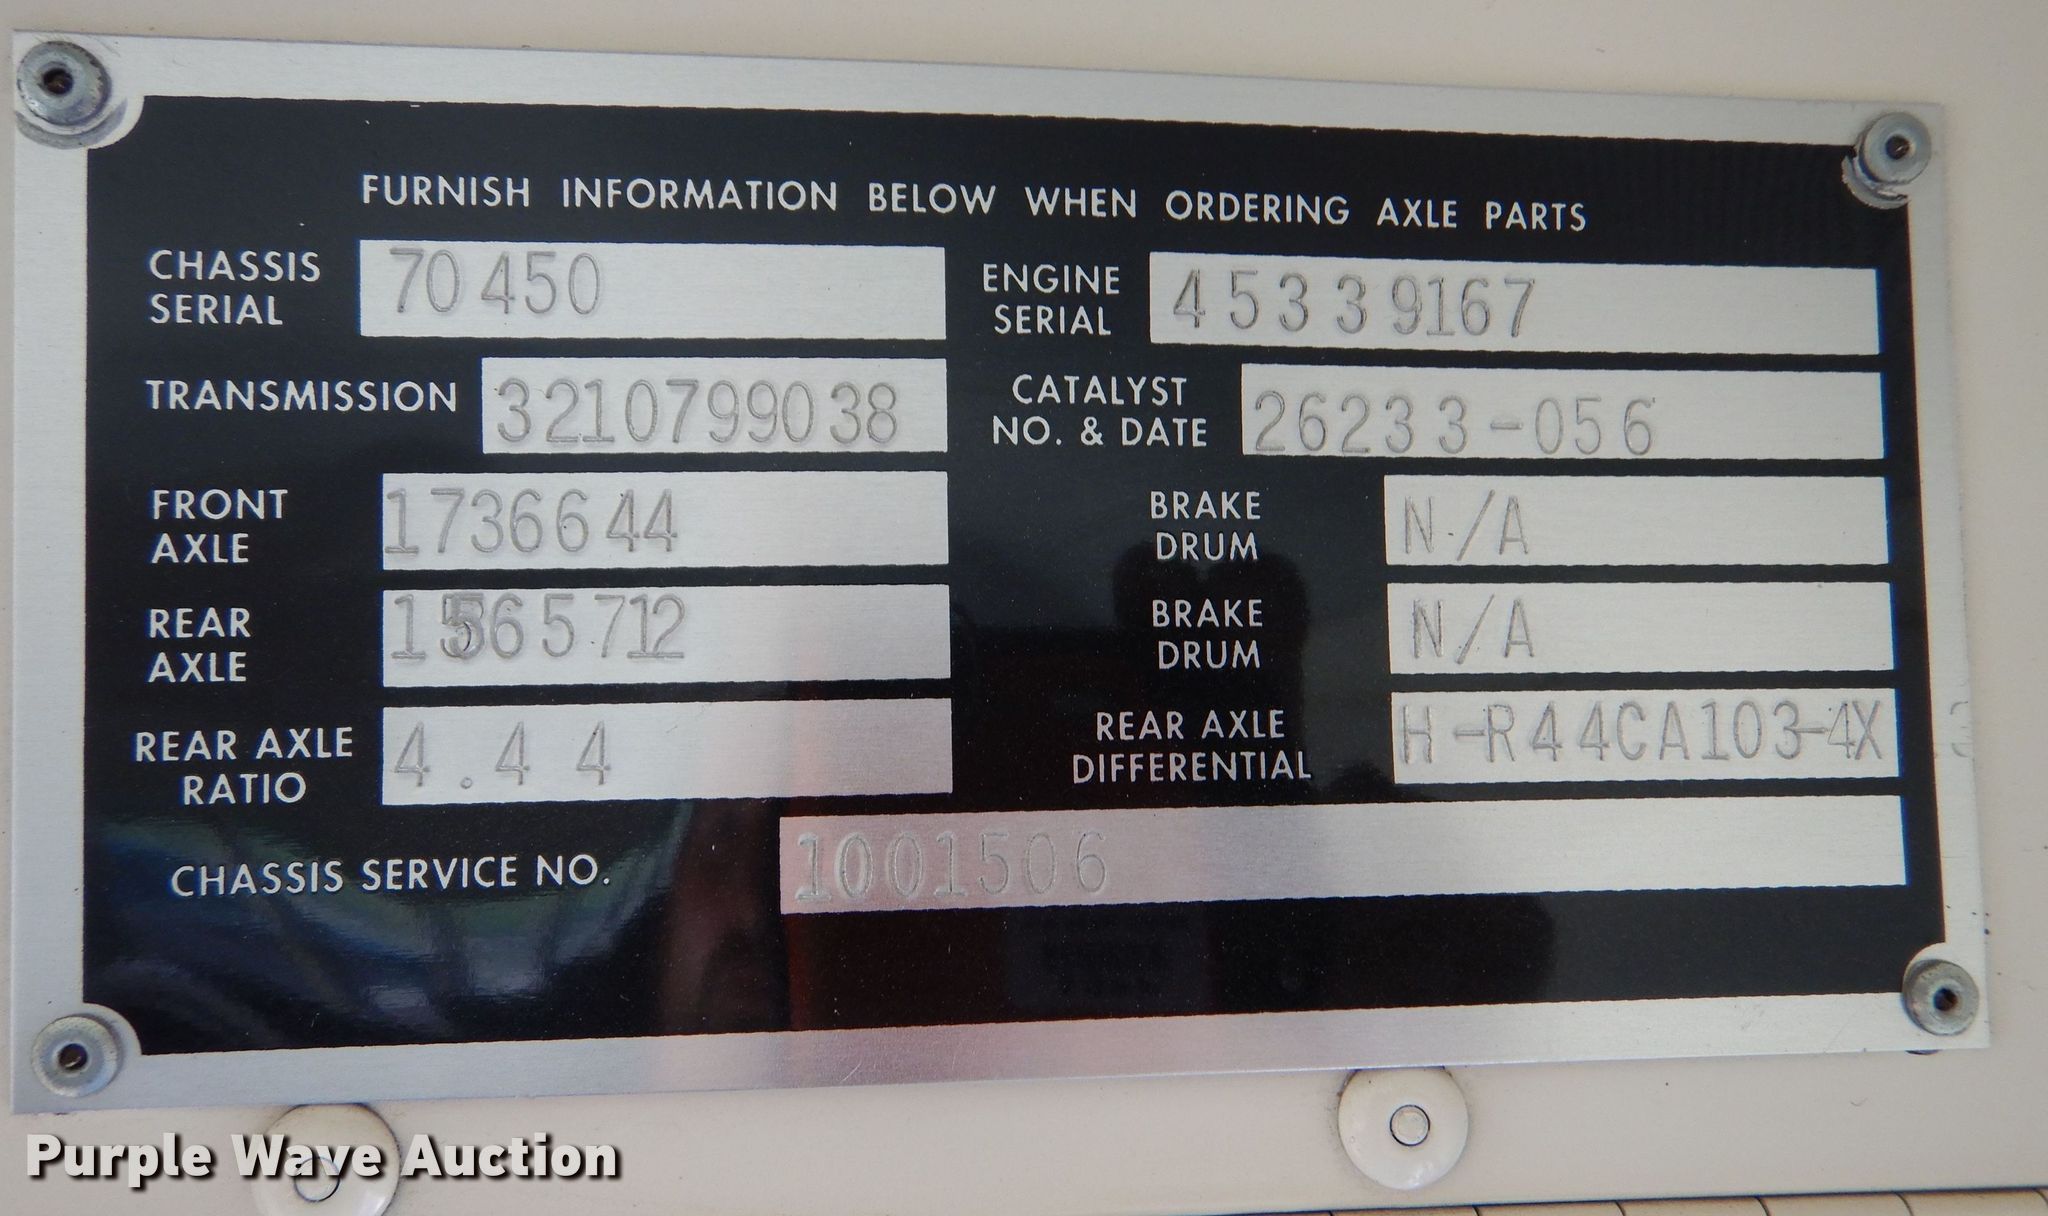 FURNISH INFORMATION BELOW WHEN ORDERING AXLE PARTS
CHASSIS SERIAL 70450
ENGINE SERIAL 45339167
TRANSMISSION 3210799038
CATALYST NO. & DATE 26233-056
FRONT AXLE 1736644
BRAKE DRUM N/A
REAR AXLE
BRAKE DRUM N/A
REAR AXLE RATIO 4.44
REAR AXLE DIFFERENTIAL H-R44CA103-4X
CHASSIS SERVICE NO. 1001506
Purple Wave Auction